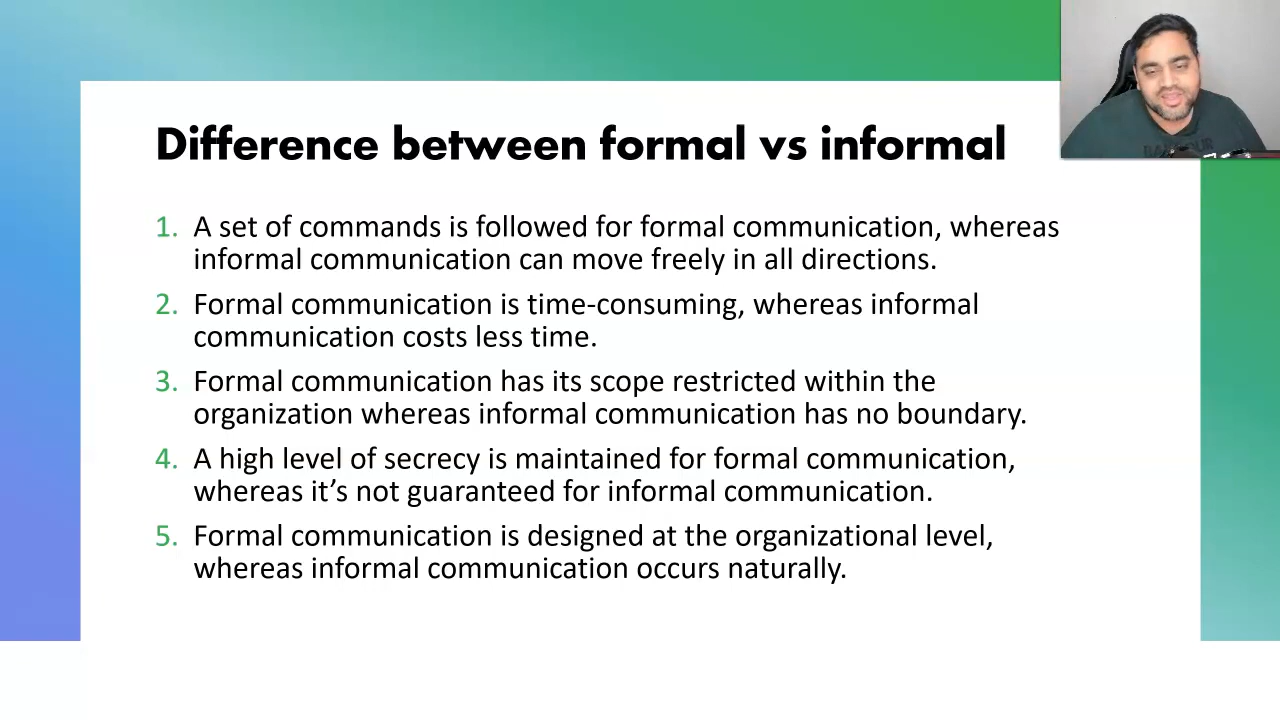 Difference between formal vs informal
1. A set of commands is followed for formal communication, whereas
informal communication can move freely in all directions.
2. Formal communication is time-consuming, whereas informal
communication costs less time.
3. Formal communication has its scope restricted within the
organization whereas informal communication has no boundary.
4. A high level of secrecy is maintained for formal communication,
whereas it’s not guaranteed for informal communication.
5. Formal communication is designed at the organizational level,
whereas informal communication occurs naturally.